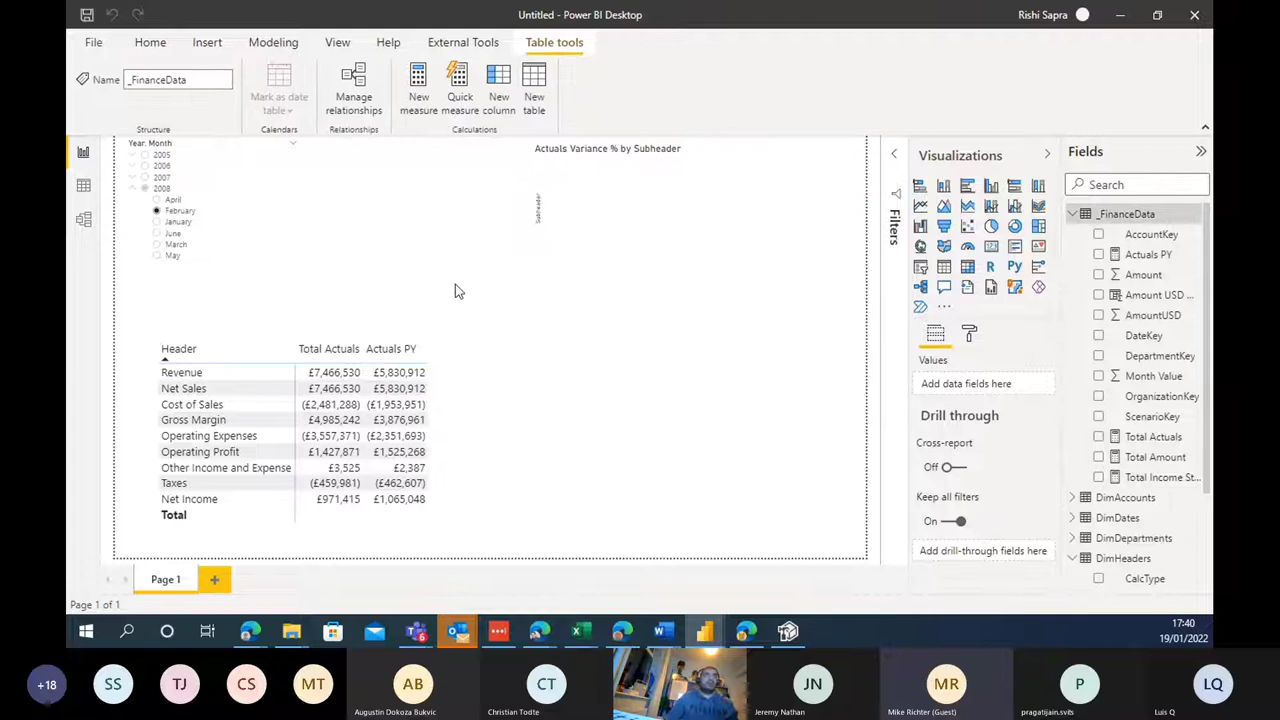 Untitled - Power BI Desktop
Rishi Sapra
File Home Insert Modeling View Help External Tools Table tools
Name _FinanceData
Mark as date table
Manage relationships
New measure
Quick measure
New column
New table
Structure Calendars Relationships Calculations
Year, Month
2005
2006
2007
2008
April
February
January
June
March
May
Actuals Variance % by Subheader
Subheader
Header Total Actuals Actuals PY
Revenue £7,466,530 £5,830,912
Net Sales £7,466,530 £5,830,912
Cost of Sales (£2,481,288) (£1,953,951)
Gross Margin £4,985,242 £3,876,961
Operating Expenses (£3,557,371) (£2,351,693)
Operating Profit £1,427,871 £1,525,268
Other Income and Expense £3,525 £2,387
Taxes (£459,981) (£462,607)
Net Income £971,415 £1,065,048
Total
Filters
Visualizations
R Py
Values
Add data fields here
Drill through
Cross-report
Off
Keep all filters
On
Add drill-through fields here
Fields
Search
_FinanceData
AccountKey
Actuals PY
Amount
Amount USD ...
AmountUSD
DateKey
DepartmentKey
Month Value
OrganizationKey
ScenarioKey
Total Actuals
Total Amount
Total Income St...
DimAccounts
DimDates
DimDepartments
DimHeaders
CalcType
Page 1
Page 1 of 1
17:40
19/01/2022
+18
SS
TJ
CS
MT
AB
Augustin Dokoza Bukvic
CT
Christian Todte
JN
Jeremy Nathan
MR
Mike Richter (Guest)
P
pragatijain.svits
LQ
Luis Q